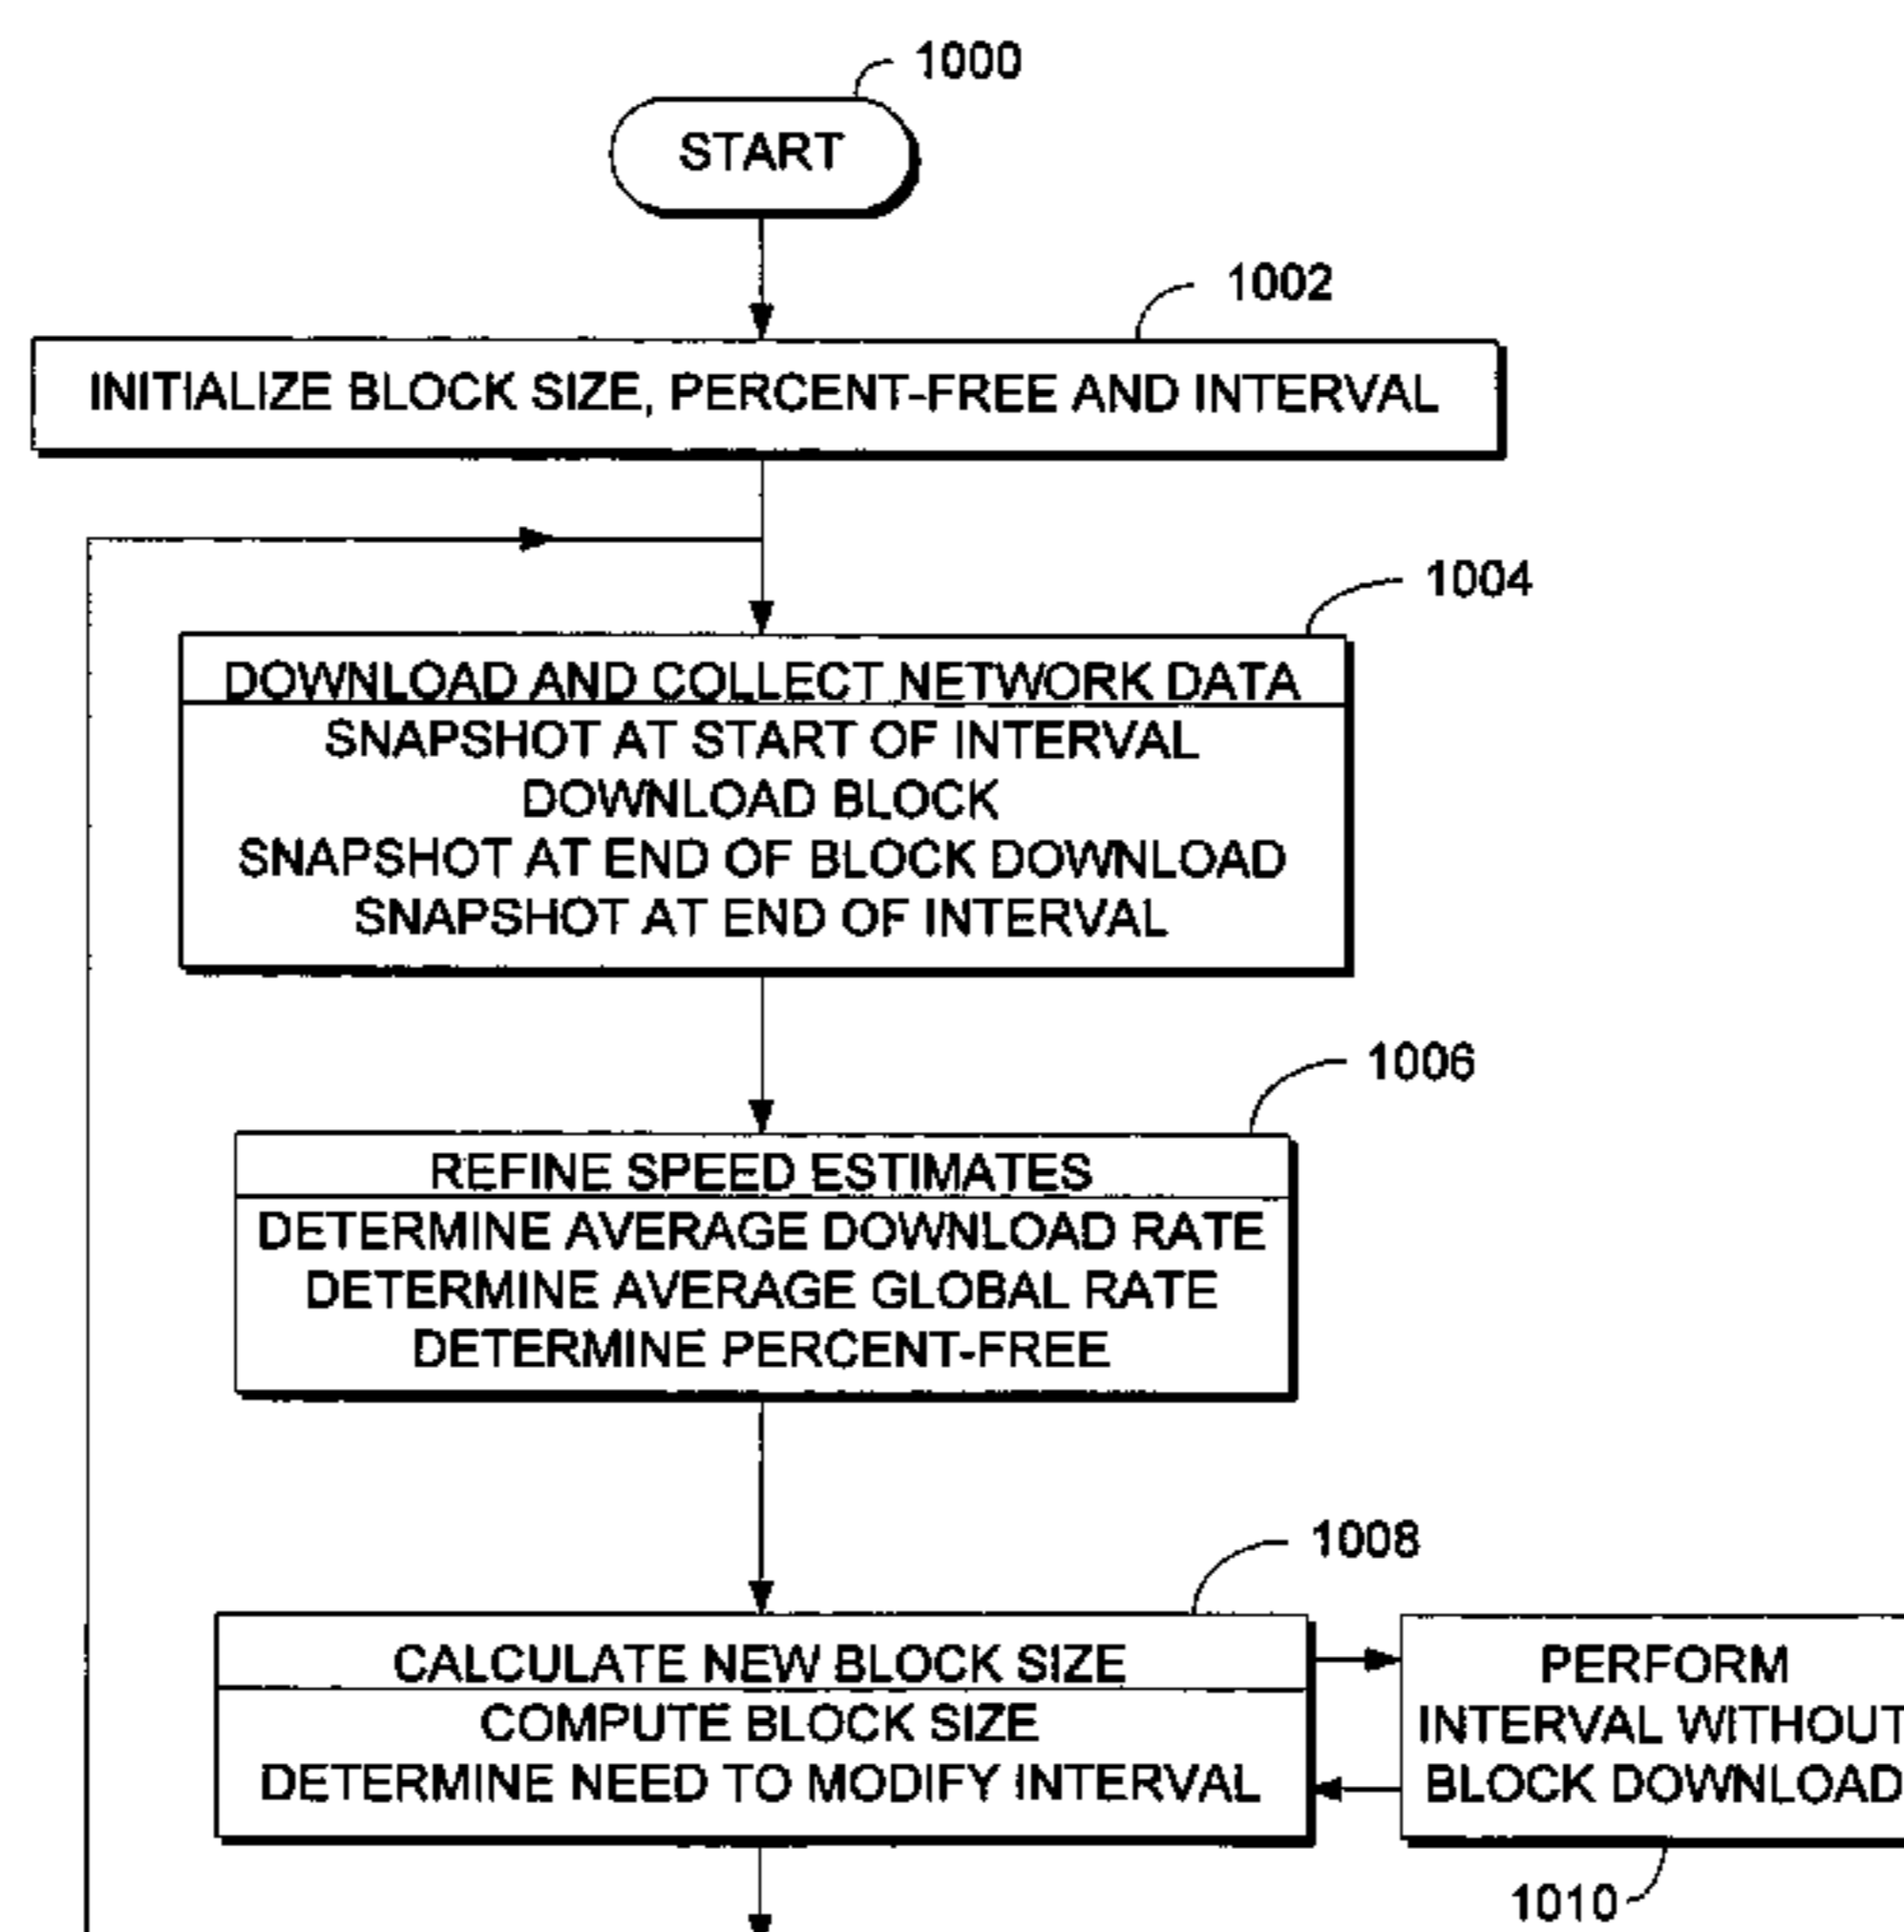 1000
START
1002
INITIALIZE BLOCK SIZE, PERCENT-FREE AND INTERVAL
1004
DOWNLOAD AND COLLECT NETWORK DATA
SNAPSHOT AT START OF INTERVAL
DOWNLOAD BLOCK
SNAPSHOT AT END OF BLOCK DOWNLOAD
SNAPSHOT AT END OF INTERVAL
1006
REFINE SPEED ESTIMATES
DETERMINE AVERAGE DOWNLOAD RATE
DETERMINE AVERAGE GLOBAL RATE
DETERMINE PERCENT-FREE
1008
CALCULATE NEW BLOCK SIZE
COMPUTE BLOCK SIZE
DETERMINE NEED TO MODIFY INTERVAL
PERFORM
INTERVAL WITHOUT
BLOCK DOWNLOAD
1010